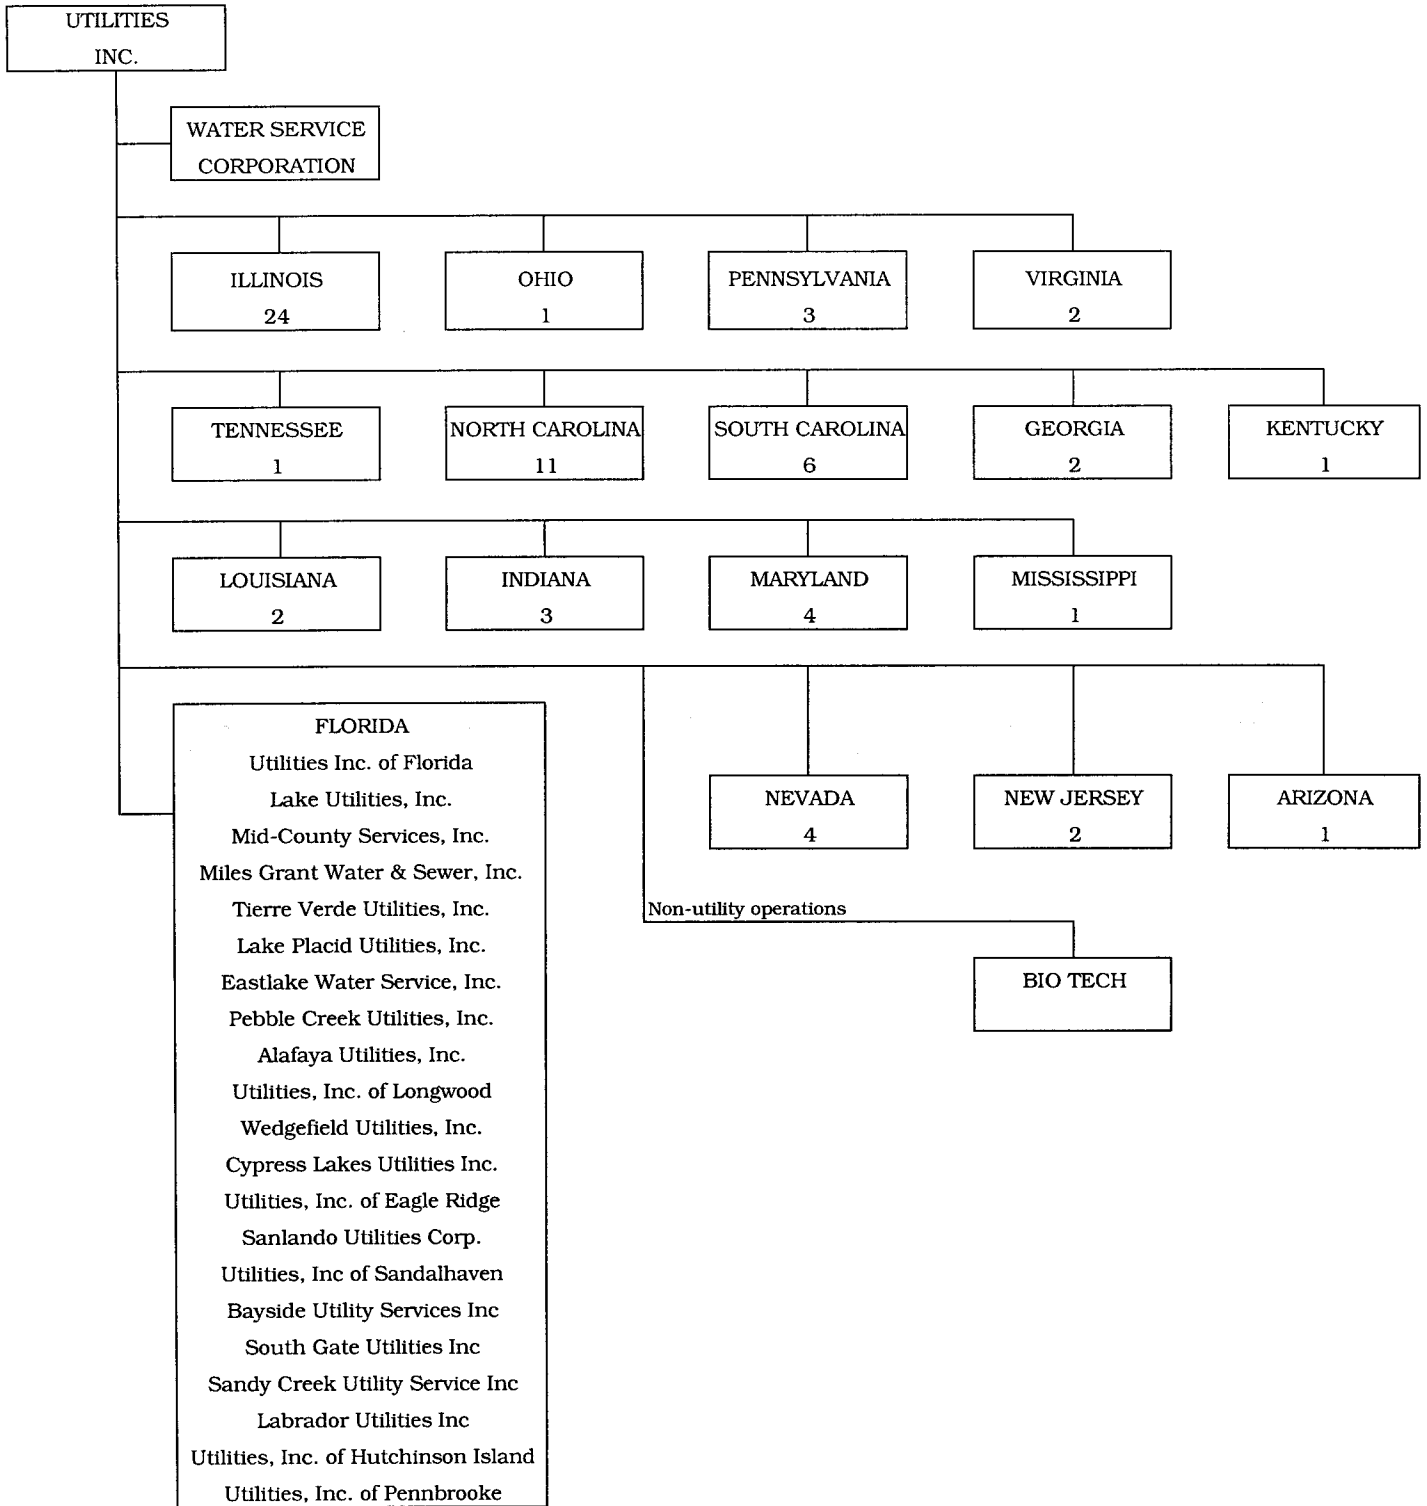 UTILITIES
INC.
WATER SERVICE
CORPORATION
ILLINOIS
24
OHIO
1
PENNSYLVANIA
3
VIRGINIA
2
TENNESSEE
1
NORTH CAROLINA
11
SOUTH CAROLINA
6
GEORGIA
2
KENTUCKY
1
LOUISIANA
2
INDIANA
3
MARYLAND
4
MISSISSIPPI
1
FLORIDA
Utilities Inc. of Florida
Lake Utilities, Inc.
Mid-County Services, Inc.
Miles Grant Water & Sewer, Inc.
Tierre Verde Utilities, Inc.
Lake Placid Utilities, Inc.
Eastlake Water Service, Inc.
Pebble Creek Utilities, Inc.
Alafaya Utilities, Inc.
Utilities, Inc. of Longwood
Wedgefield Utilities, Inc.
Cypress Lakes Utilities Inc.
Utilities, Inc. of Eagle Ridge
Sanlando Utilities Corp.
Utilities, Inc of Sandalhaven
Bayside Utility Services Inc
South Gate Utilities Inc
Sandy Creek Utility Service Inc
Labrador Utilities Inc
Utilities, Inc. of Hutchinson Island
Utilities, Inc. of Pennbrooke
NEVADA
4
NEW JERSEY
2
ARIZONA
1
Non-utility operations
BIO TECH